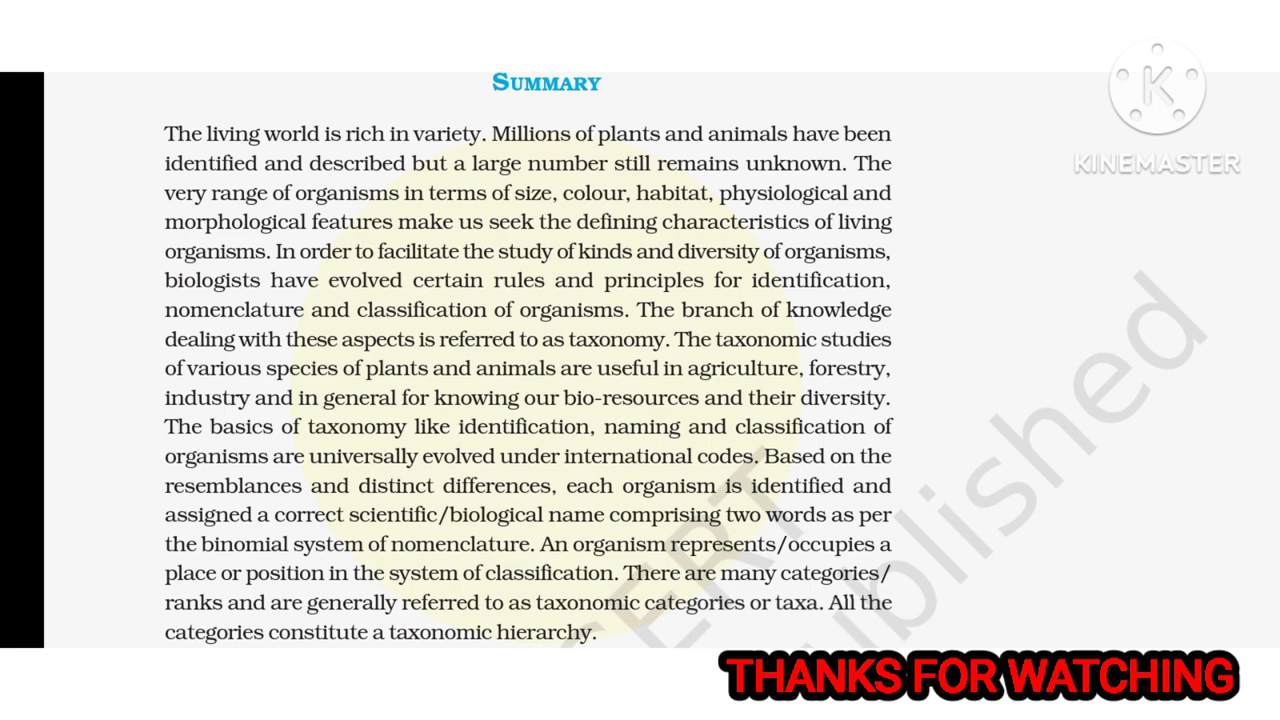 SUMMARY
The living world is rich in variety. Millions of plants and animals have been
identified and described but a large number still remains unknown. The
very range of organisms in terms of size, colour, habitat, physiological and
morphological features make us seek the defining characteristics of living
organisms. In order to facilitate the study of kinds and diversity of organisms,
biologists have evolved certain rules and principles for identification,
nomenclature and classification of organisms. The branch of knowledge
dealing with these aspects is referred to as taxonomy. The taxonomic studies
of various species of plants and animals are useful in agriculture, forestry,
industry and in general for knowing our bio-resources and their diversity.
The basics of taxonomy like identification, naming and classification of
organisms are universally evolved under international codes. Based on the
resemblances and distinct differences, each organism is identified and
assigned a correct scientific/biological name comprising two words as per
the binomial system of nomenclature. An organism represents/occupies a
place or position in the system of classification. There are many categories/
ranks and are generally referred to as taxonomic categories or taxa. All the
categories constitute a taxonomic hierarchy.
K
KINEMASTER
THANKS FOR WATCHING